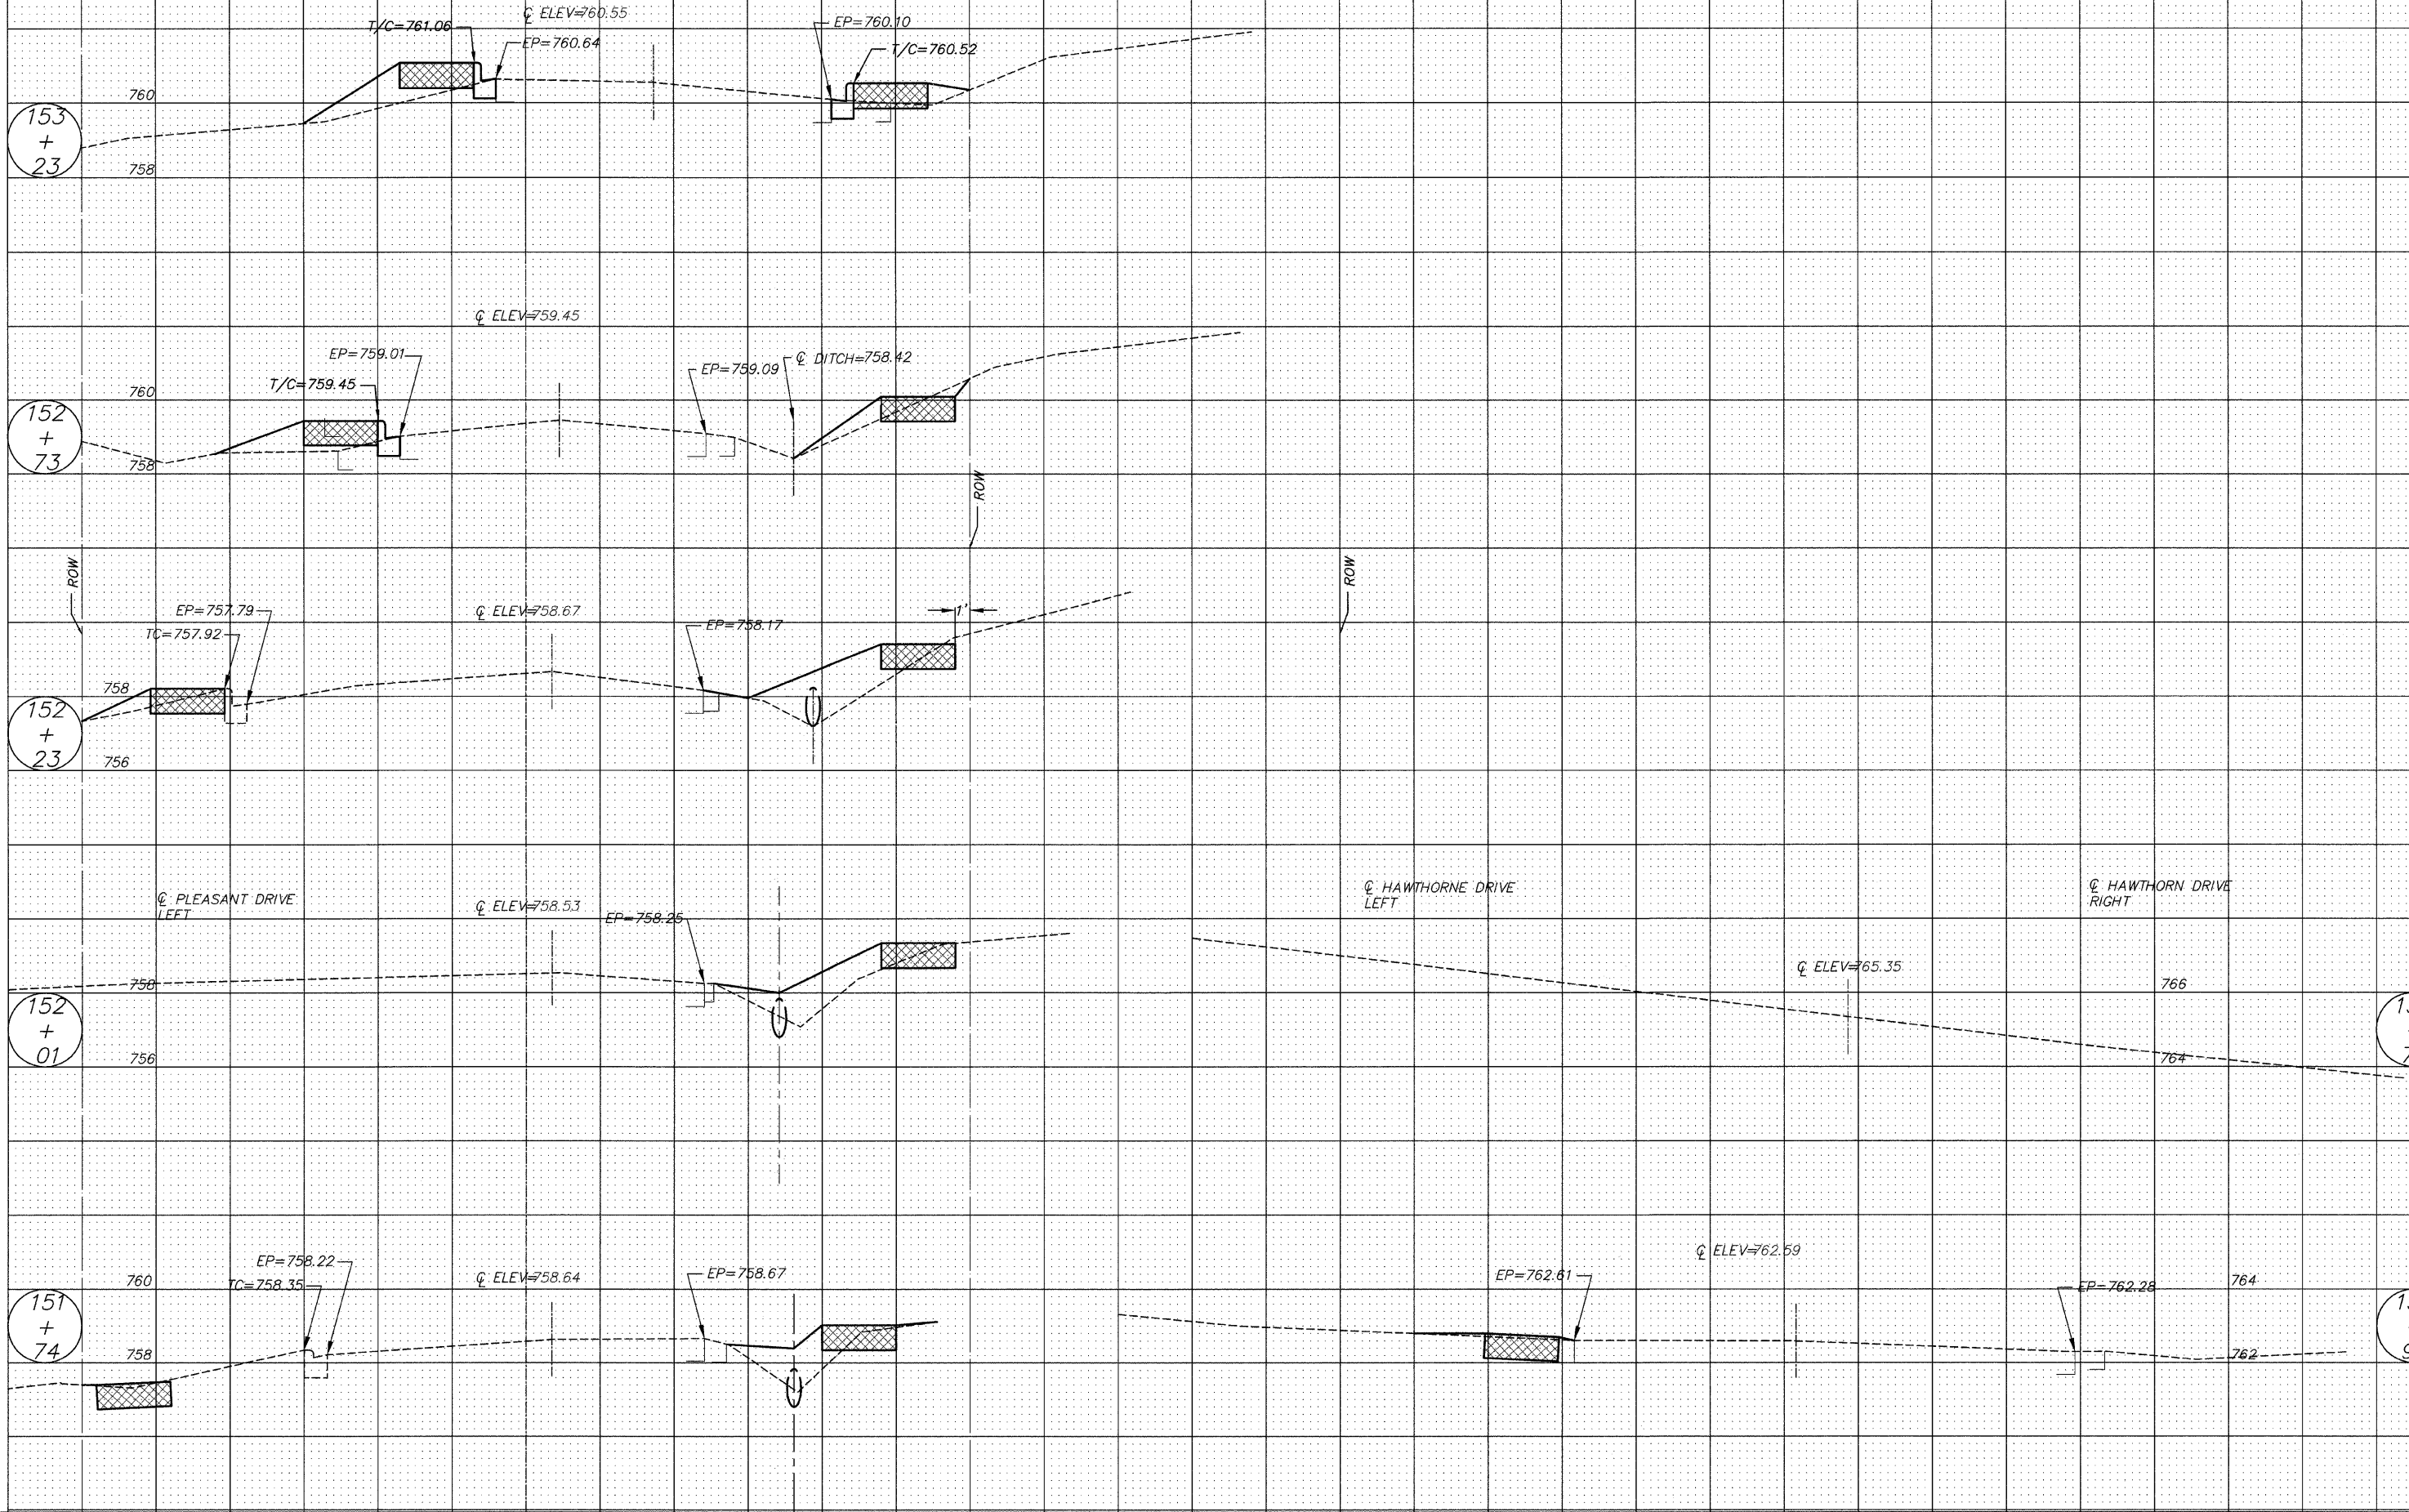 ℄ ELEV=760.55
T/C=761.06
EP=760.64
EP=760.10
T/C=760.52
760
153
+
23
758
℄ ELEV=759.45
EP=759.01
T/C=759.45
EP=759.09
℄ DITCH=758.42
760
152
+
73
758
ROW
ROW
ROW
EP=757.79
TC=757.92
℄ ELEV=758.67
EP=758.17
1'
758
152
+
23
756
℄ PLEASANT DRIVE
LEFT
℄ ELEV=758.53
EP=758.25
℄ HAWTHORNE DRIVE
LEFT
℄ HAWTHORN DRIVE
RIGHT
℄ ELEV=765.35
758
766
152
+
01
756
764
℄ ELEV=762.59
EP=758.22
TC=758.35
℄ ELEV=758.64
EP=758.67
EP=762.61
EP=762.28
760
764
151
+
74
758
762